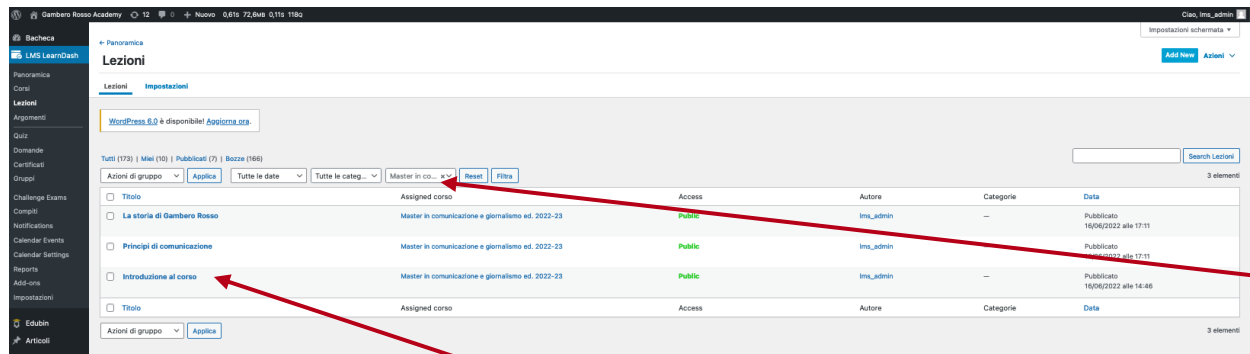 Gambero Rosso Academy 12 0 + Nuovo 0,61s 72,6MB 0,11s 118Q Ciao, lms_admin
Impostazioni schermata
Bacheca
LMS LearnDash
Panoramica
Corsi
Lezioni
Argomenti
Quiz
Domande
Certificati
Gruppi
Challenge Exams
Compiti
Notifications
Calendar Events
Calendar Settings
Reports
Add-ons
Impostazioni
Edubin
Articoli
← Panoramica
Lezioni
Add New Azioni
Lezioni Impostazioni
WordPress 6.0 è disponibile! Aggiorna ora.
Tutti (173) | Miei (10) | Pubblicati (7) | Bozze (166)
Search Lezioni
Azioni di gruppo Applica Tutte le date Tutte le categ... Master in co... x Reset Filtra 3 elementi
Titolo Assigned corso Access Autore Categorie Data
La storia di Gambero Rosso Master in comunicazione e giornalismo ed. 2022-23 Public lms_admin — Pubblicato
16/06/2022 alle 17:11
Principi di comunicazione Master in comunicazione e giornalismo ed. 2022-23 Public lms_admin — Pubblicato
16/06/2022 alle 17:11
Introduzione al corso Master in comunicazione e giornalismo ed. 2022-23 Public lms_admin — Pubblicato
16/06/2022 alle 14:46
Titolo Assigned corso Access Autore Categorie Data
Azioni di gruppo Applica 3 elementi